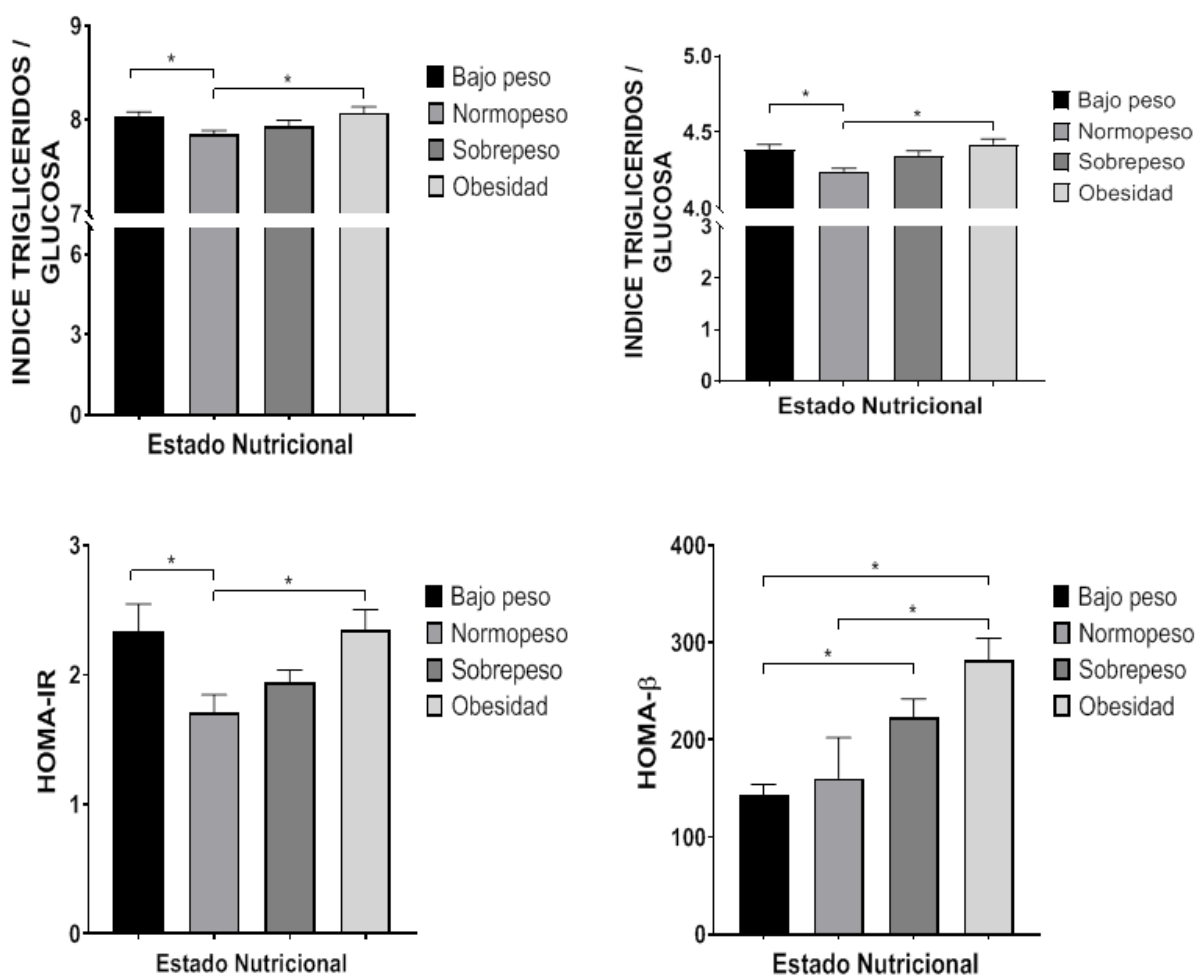 INDICE TRIGLICERIDOS /
GLUCOSA
9
8
7
6
3
0
*
*
Bajo peso
Normopeso
Sobrepeso
Obesidad
Estado Nutricional
INDICE TRIGLICERIDOS /
GLUCOSA
5.0
4.5
4.0
3
2
1
0
*
*
Bajo peso
Normopeso
Sobrepeso
Obesidad
Estado Nutricional
HOMA-IR
3
2
1
0
*
*
Bajo peso
Normopeso
Sobrepeso
Obesidad
Estado Nutricional
HOMA-β
400
300
200
100
0
*
*
*
Bajo peso
Normopeso
Sobrepeso
Obesidad
Estado Nutricional